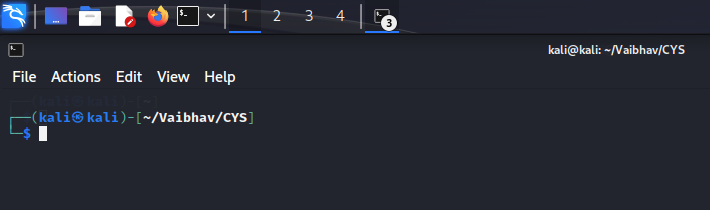 1 2 3 4 3
kali@kali: ~/Vaibhav/CYS
File Actions Edit View Help
┌──(kali㉿kali)-[~/Vaibhav/CYS]
└─$